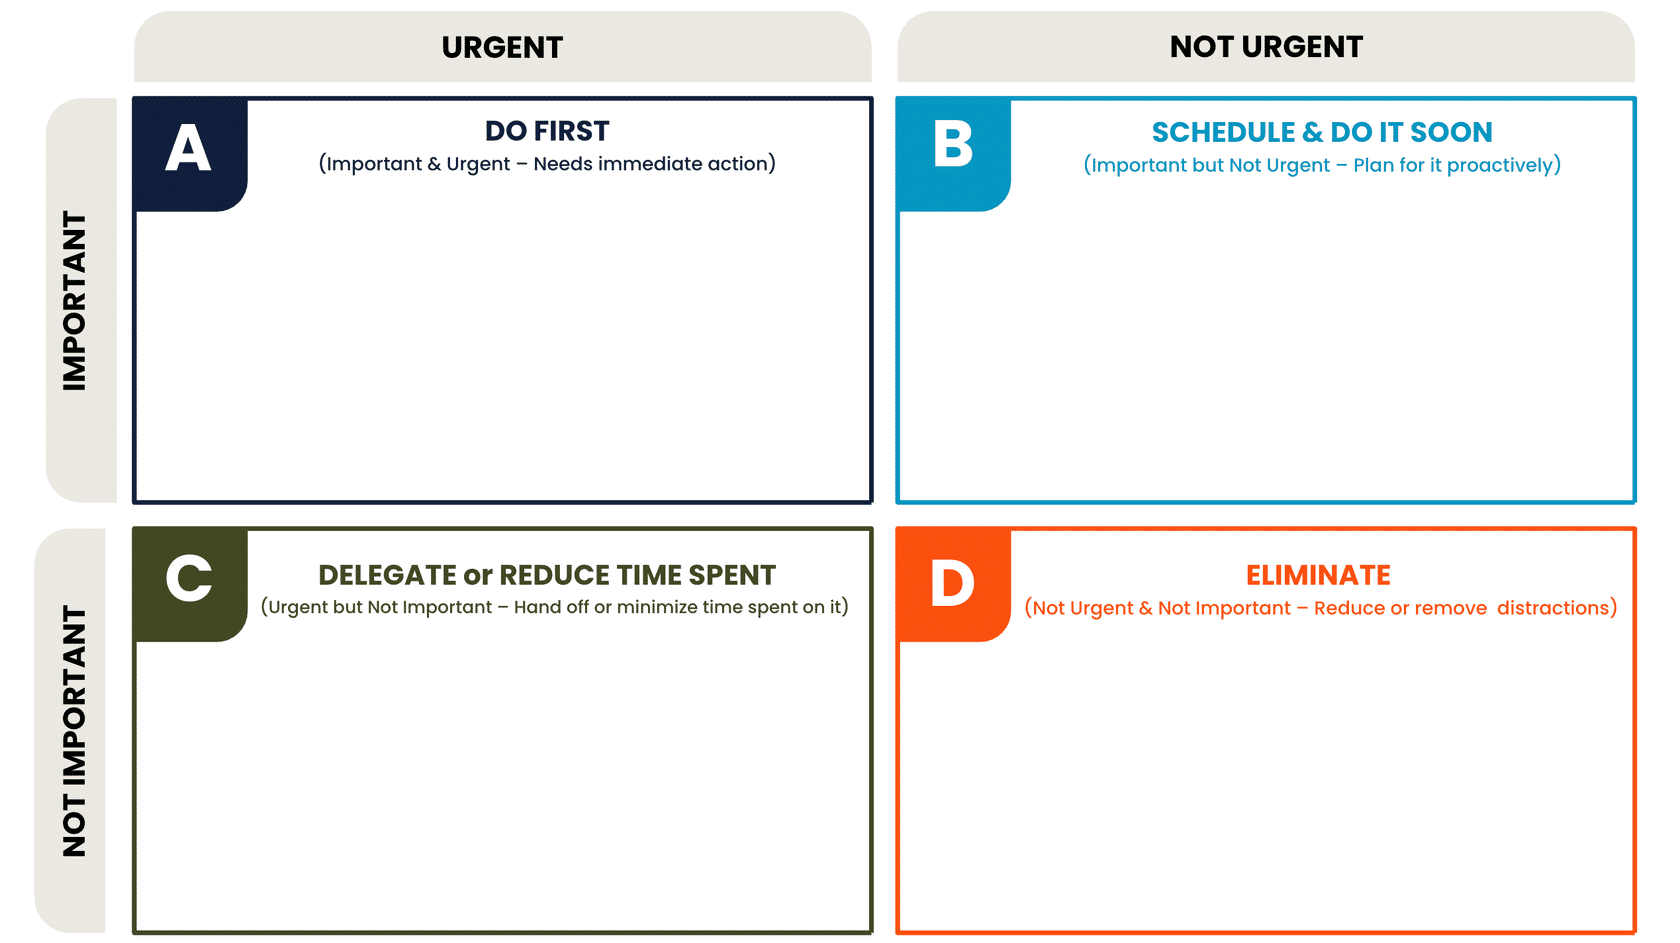 URGENT
NOT URGENT
IMPORTANT
A
DO FIRST
(Important & Urgent – Needs immediate action)
B
SCHEDULE & DO IT SOON
(Important but Not Urgent – Plan for it proactively)
NOT IMPORTANT
C
DELEGATE or REDUCE TIME SPENT
(Urgent but Not Important – Hand off or minimize time spent on it)
D
ELIMINATE
(Not Urgent & Not Important – Reduce or remove  distractions)